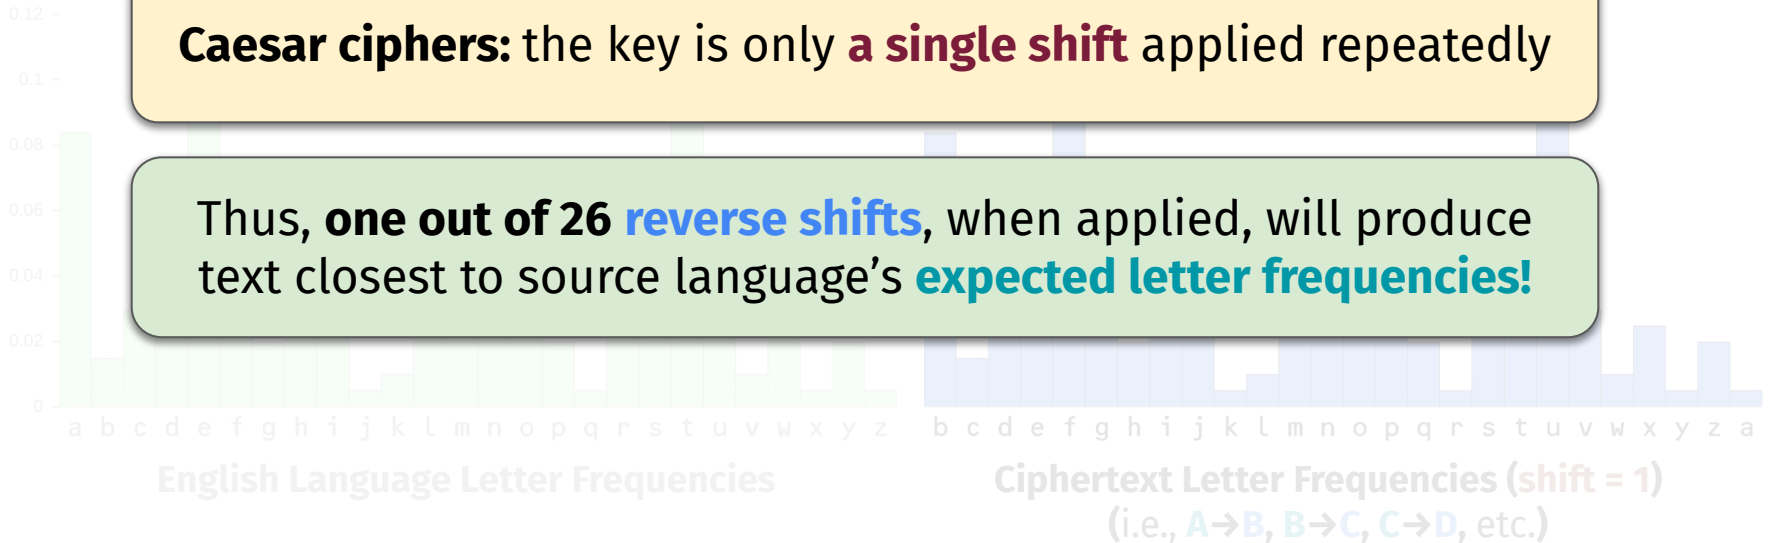 0.12
Caesar ciphers: the key is only a single shift applied repeatedly
0.1
0.08
0.06
Thus, one out of 26 reverse shifts, when applied, will produce
text closest to source language’s expected letter frequencies!
0.04
0.02
0
a b c d e f g h i j k l m n o p q r s t u v w x y z
b c d e f g h i j k l m n o p q r s t u v w x y z a
English Language Letter Frequencies
Ciphertext Letter Frequencies (shift = 1)
(i.e., A→B, B→C, C→D, etc.)